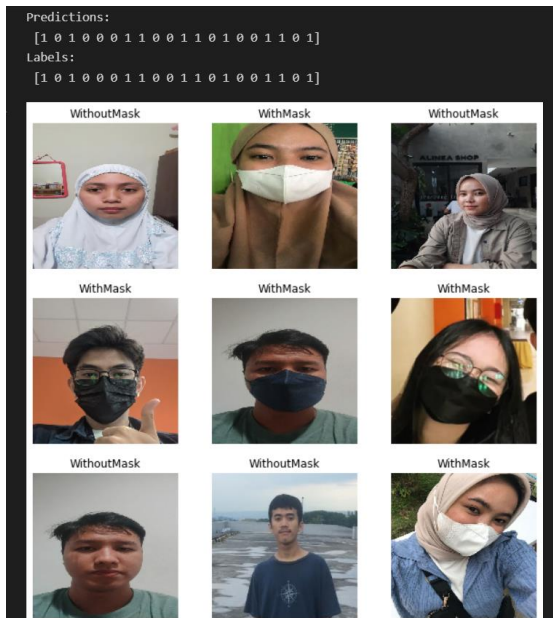 Predictions:
[1 0 1 0 0 0 1 1 0 0 1 1 0 1 0 0 1 1 0 1]
Labels:
[1 0 1 0 0 0 1 1 0 0 1 1 0 1 0 0 1 1 0 1]
WithoutMask WithMask WithoutMask
ALINEA SHOP
WithMask WithMask WithMask
WithoutMask WithoutMask WithMask